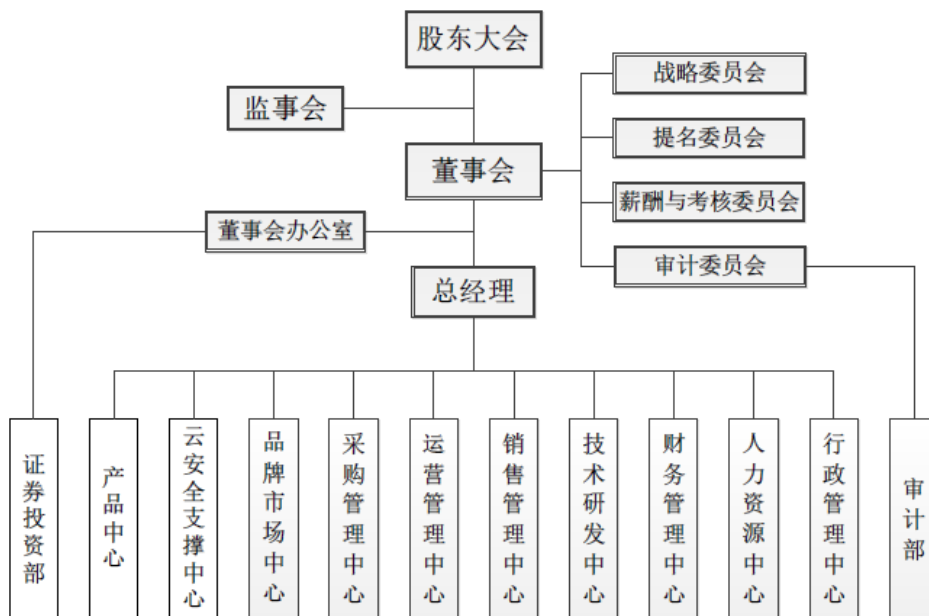 股东大会
战略委员会
监事会
提名委员会
董事会
薪酬与考核委员会
董事会办公室
审计委员会
总经理
证券投资部
产品中心
云安全支撑中心
品牌市场中心
采购管理中心
运营管理中心
销售管理中心
技术研发中心
财务管理中心
人力资源中心
行政管理中心
审计部